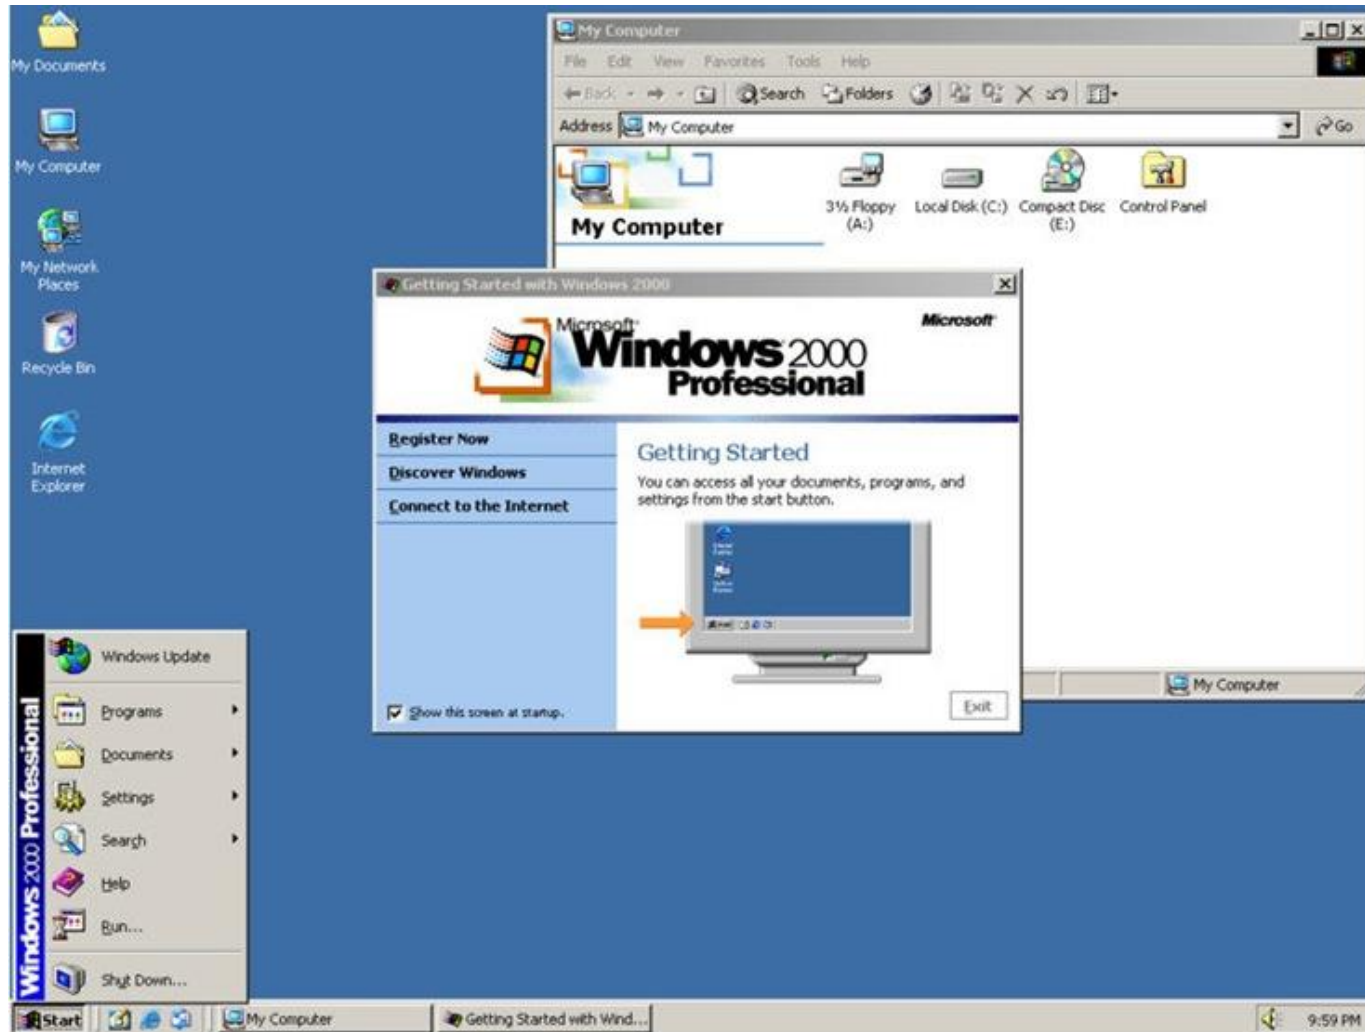 My Documents
My Computer
My Network
Places
Recycle Bin
Internet
Explorer
My Computer
File Edit View Favorites Tools Help
Back Search Folders
Address My Computer Go
My Computer
3½ Floppy
(A:)
Local Disk (C:)
Compact Disc
(E:)
Control Panel
My Computer
Getting Started with Windows 2000
Microsoft
Windows 2000
Professional
Microsoft
Register Now
Discover Windows
Connect to the Internet
Getting Started
You can access all your documents, programs, and
settings from the start button.
Show this screen at startup.
Exit
Windows 2000 Professional
Windows Update
Programs
Documents
Settings
Search
Help
Run...
Shut Down...
Start My Computer Getting Started with Wind... 9:59 PM